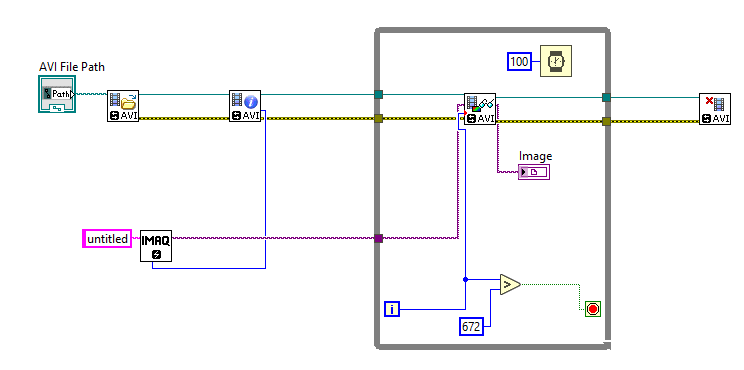 AVI File Path
Path
AVI
AVI
100
AVI
AVI
Image
untitled
IMAQ
i
>
672